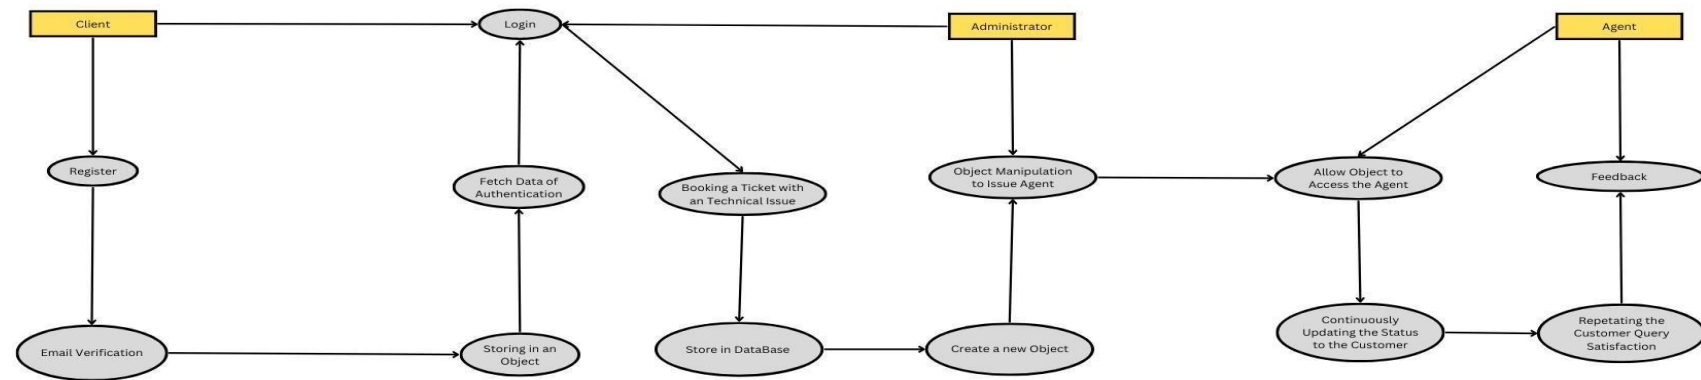 Client
Login
Administrator
Agent
Register
Fetch Data of
Authentication
Booking a Ticket with
an Technical Issue
Object Manipulation
to Issue Agent
Allow Object to
Access the Agent
Feedback
Email Verification
Storing in an
Object
Store in DataBase
Create a new Object
Continuously
Updating the Status
to the Customer
Repetating the
Customer Query
Satisfaction